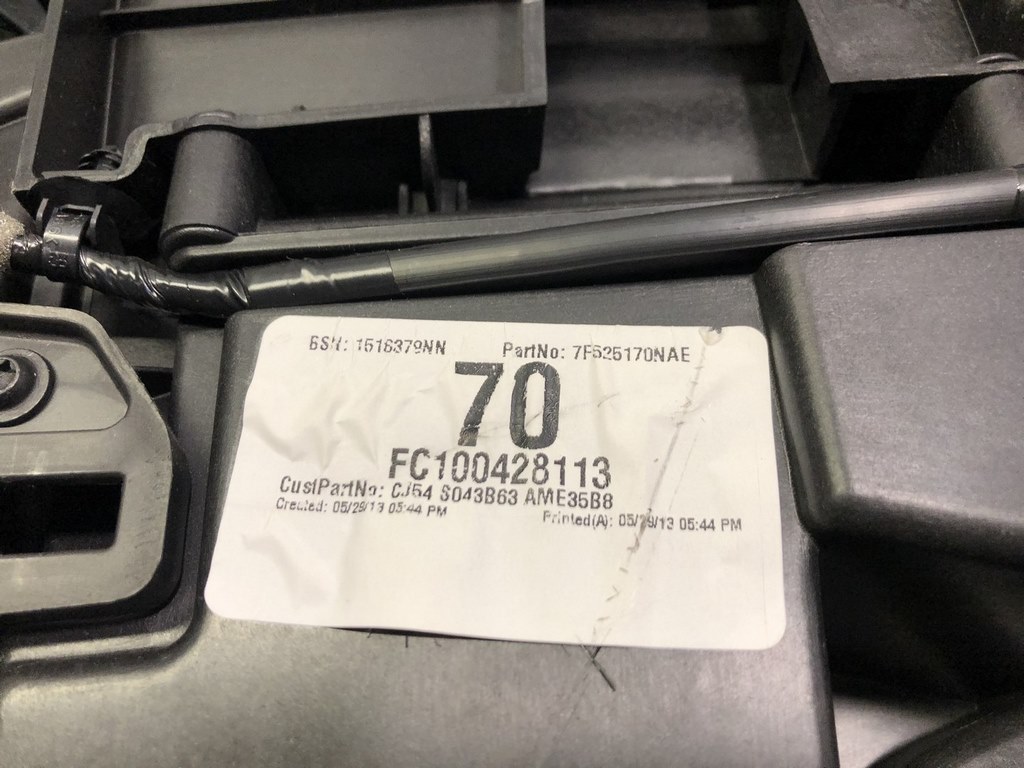 BSN: 1518379NN PartNo: 7F525170NAE
70
FC100428113
CustPartNo: CJ54 S043B63 AME35B8
Created: 05/29/13 05:44 PM Printed(A): 05/29/13 05:44 PM